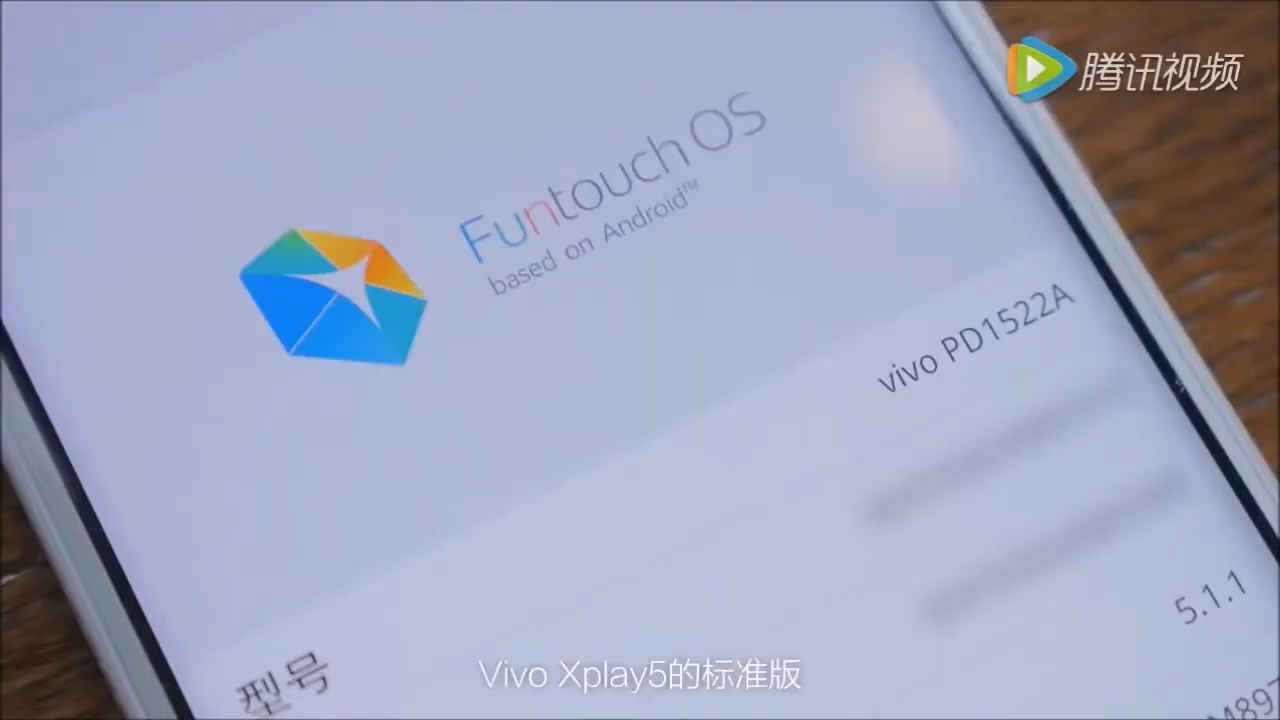 腾讯视频
Funtouch OS
based on Android™
vivo PD1522A
5.1.1
型号
Vivo Xplay5的标准版